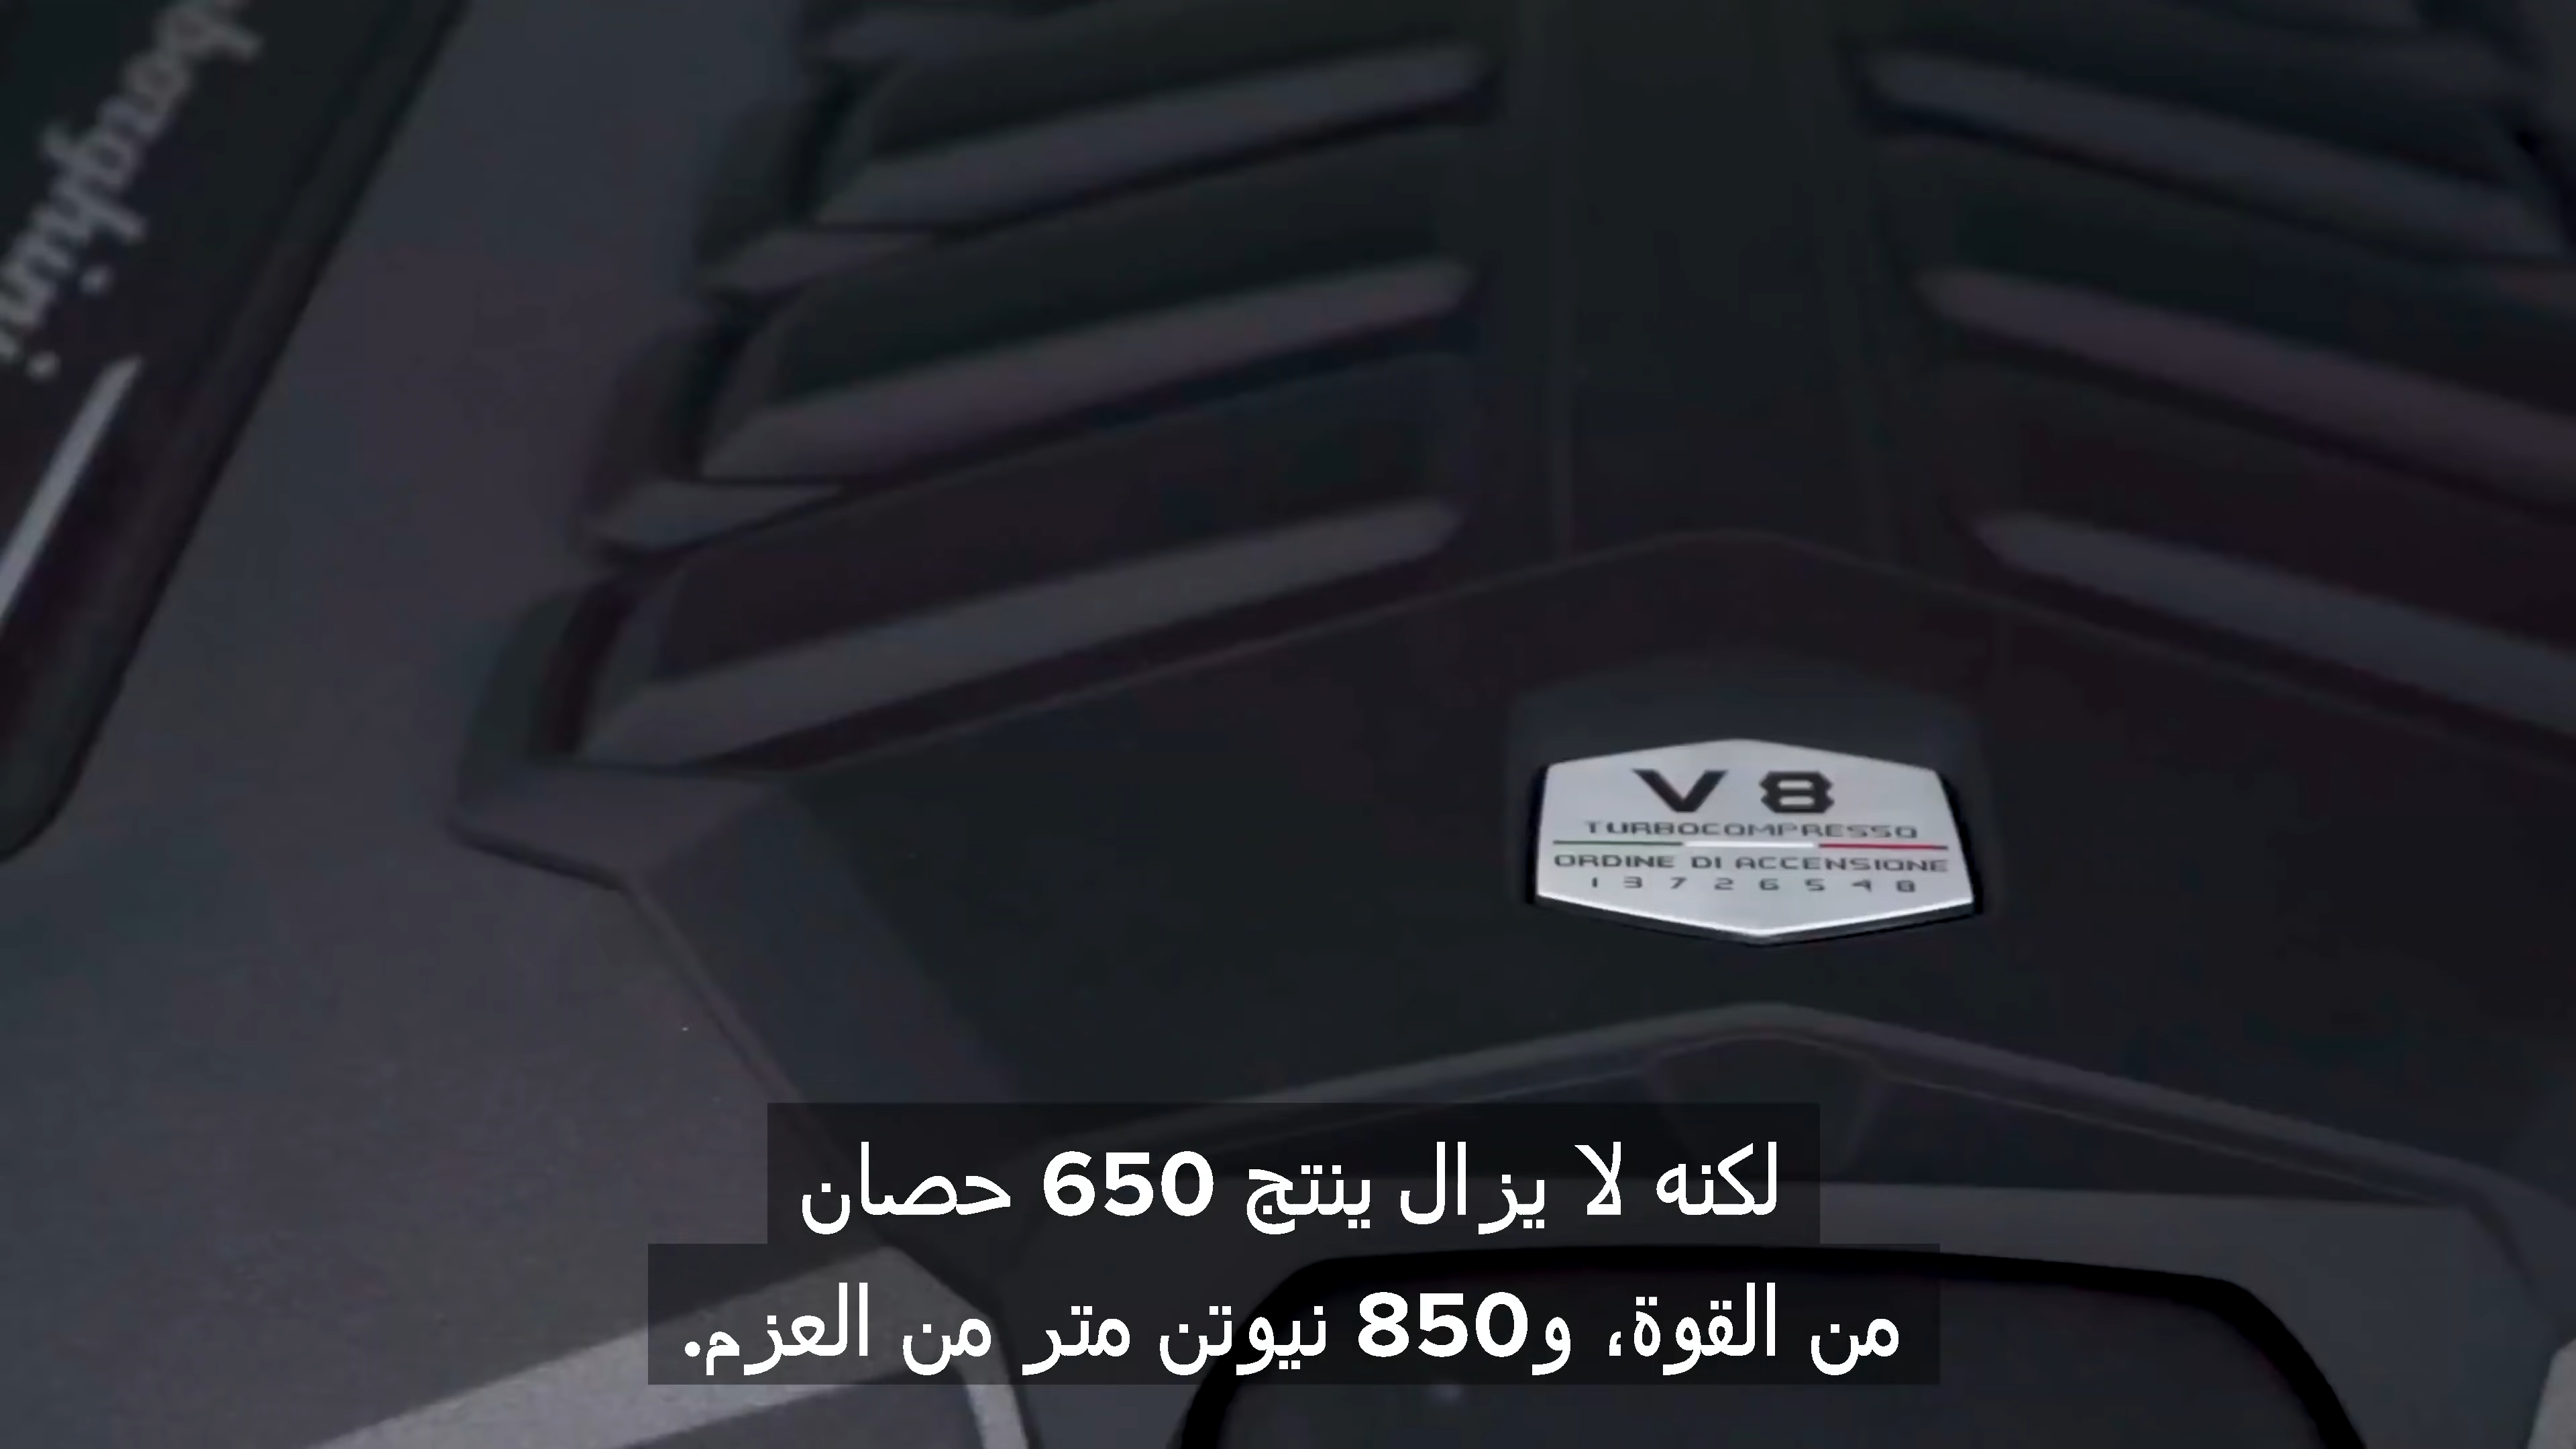 V8
TURBOCOMPRESSO
ORDINE DI ACCENSIONE
1 3 7 2 6 5 4 8
لكنه لا يزال ينتج 650 حصان
من القوة، و850 نيوتن متر من العزم.